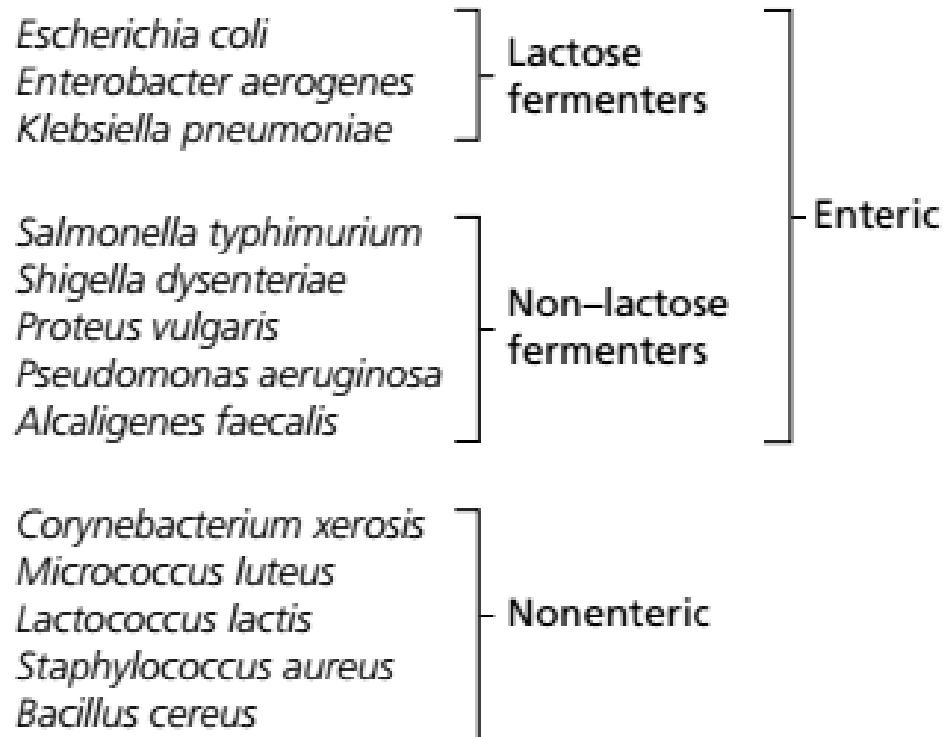 Escherichia coli
Enterobacter aerogenes
Klebsiella pneumoniae
Lactose
fermenters
Salmonella typhimurium
Shigella dysenteriae
Proteus vulgaris
Pseudomonas aeruginosa
Alcaligenes faecalis
Non–lactose
fermenters
Enteric
Corynebacterium xerosis
Micrococcus luteus
Lactococcus lactis
Staphylococcus aureus
Bacillus cereus
Nonenteric